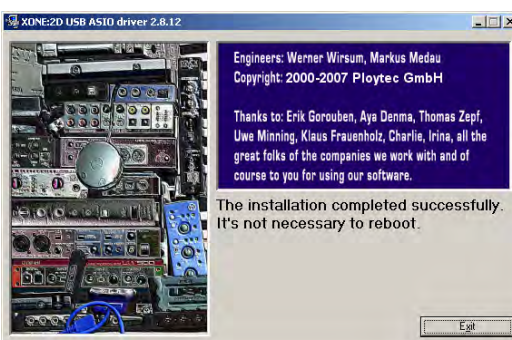 XONE:2D USB ASIO driver 2.8.12
Engineers: Werner Wirsum, Markus Medau
Copyright: 2000-2007 Ploytec GmbH
Thanks to: Erik Gorouben, Aya Denma, Thomas Zepf,
Uwe Minning, Klaus Frauenholz, Charlie, Irina, all the
great folks of the companies we work with and of
course to you for using our software.
The installation completed successfully.
It's not necessary to reboot.
Exit